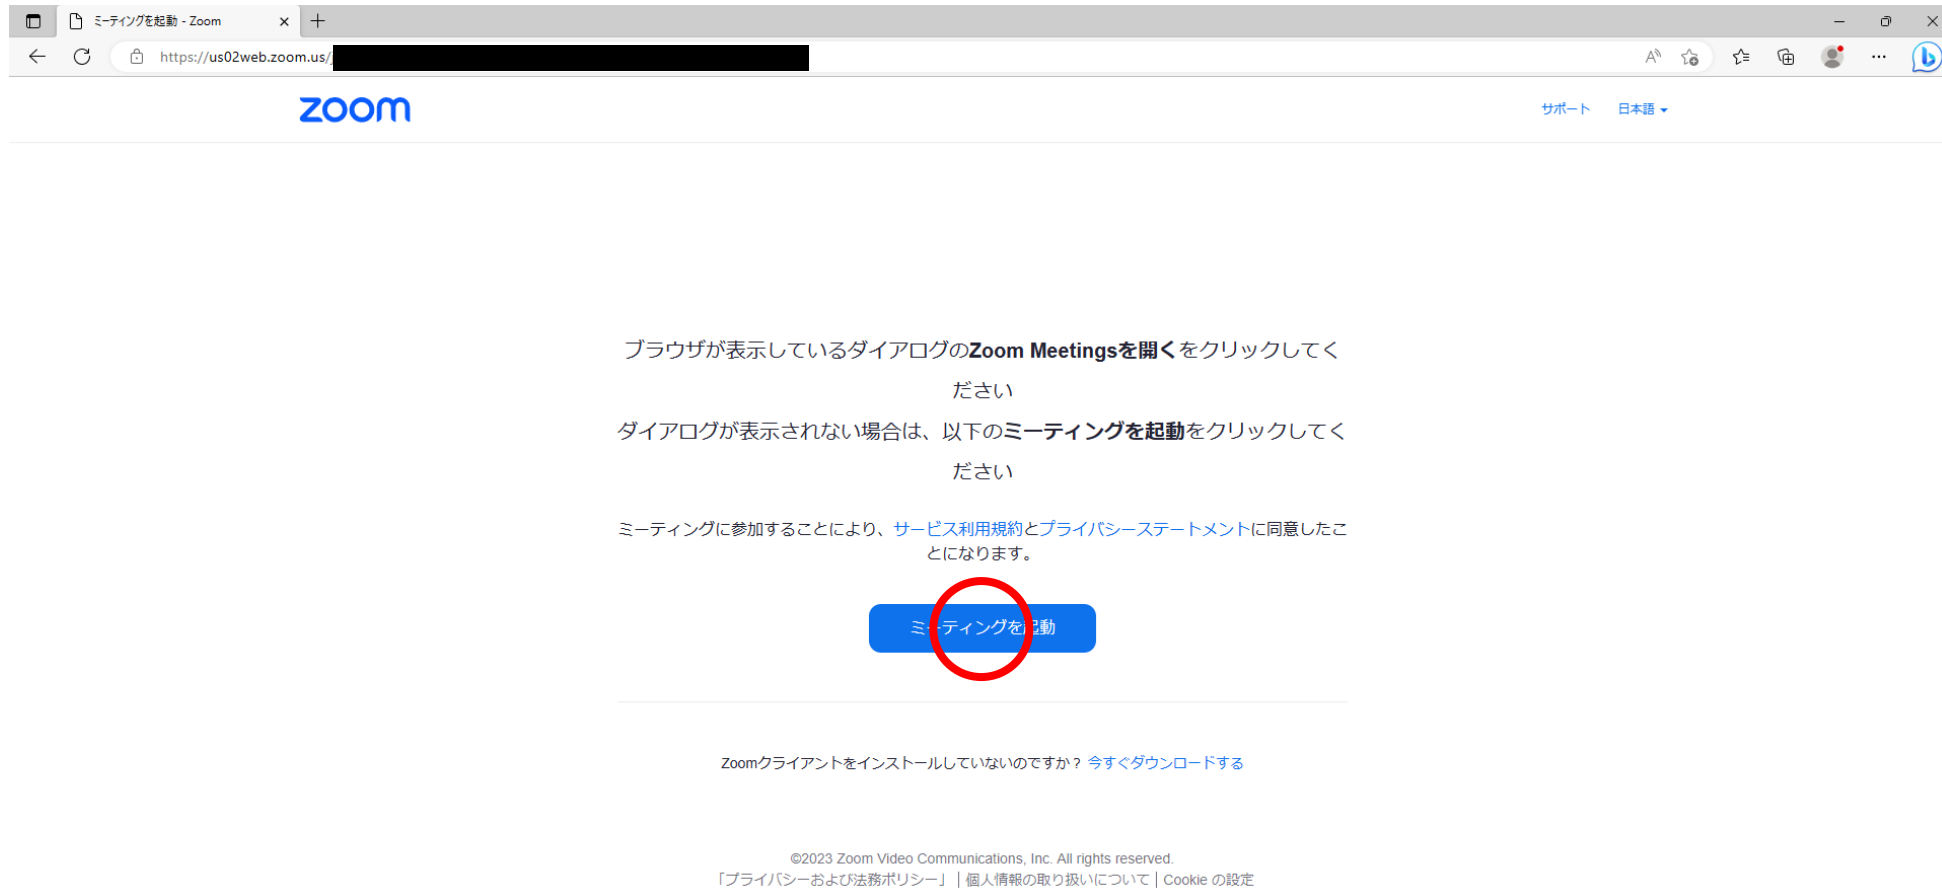 ミーティングを起動 - Zoom
https://us02web.zoom.us/
zoom
サポート 日本語
ブラウザが表示しているダイアログのZoom Meetingsを開くをクリックしてく
ださい
ダイアログが表示されない場合は、以下のミーティングを起動をクリックしてく
ださい
ミーティングに参加することにより、サービス利用規約とプライバシーステートメントに同意したこ
とになります。
ミーティングを起動
Zoomクライアントをインストールしていないのですか？ 今すぐダウンロードする
©2023 Zoom Video Communications, Inc. All rights reserved.
「プライバシーおよび法務ポリシー」 | 個人情報の取り扱いについて | Cookie の設定